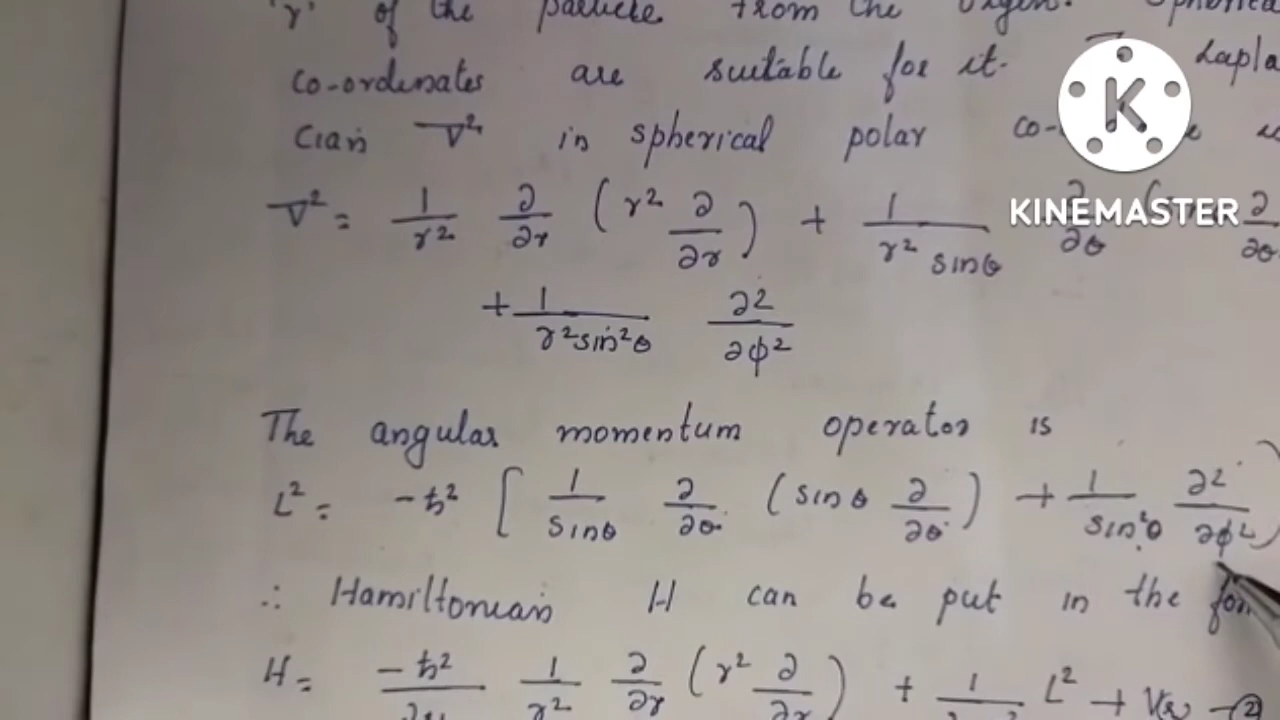 'r' of the particle from the
co-ordinates are suitable for it.
cian ∇² in spherical polar co-
KINEMASTER
∇² = 1/r² ∂/∂r (r² ∂/∂r) + 1/(r² sinθ) ∂/∂θ ( ∂/∂θ
+ 1/(r² sin²θ) ∂²/∂φ²
The angular momentum operator is
L² = -ħ² [ 1/sinθ ∂/∂θ (sinθ ∂/∂θ) + 1/sin²θ ∂²/∂φ² )
∴ Hamiltonian H can be put in the
H = -ħ² 1/r² ∂/∂r (r² ∂/∂r) + 1 L² + V(r) -②